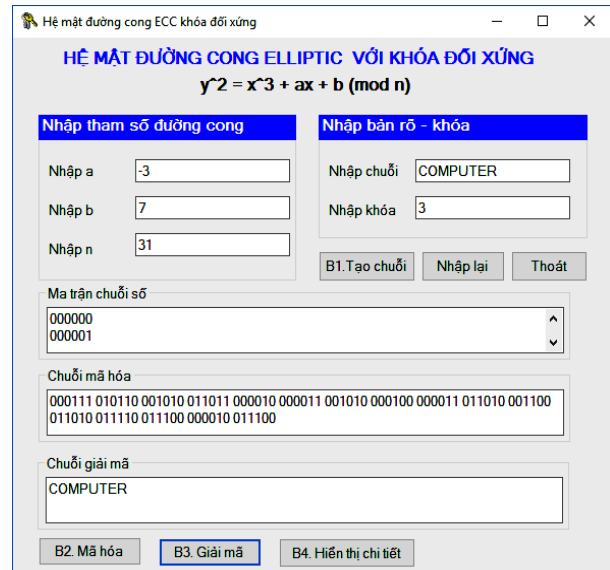 Hệ mật đường cong ECC khóa đối xứng
HỆ MẬT ĐƯỜNG CONG ELLIPTIC VỚI KHÓA ĐỐI XỨNG
y^2 = x^3 + ax + b (mod n)
Nhập tham số đường cong
Nhập a
-3
Nhập b
7
Nhập n
31
Nhập bản rõ - khóa
Nhập chuỗi
COMPUTER
Nhập khóa
3
B1.Tạo chuỗi
Nhập lại
Thoát
Ma trận chuỗi số
000000
000001
Chuỗi mã hóa
000111 010110 001010 011011 000010 000011 001010 000100 000011 011010 001100
011010 011110 011100 000010 011100
Chuỗi giải mã
COMPUTER
B2. Mã hóa
B3. Giải mã
B4. Hiển thị chi tiết